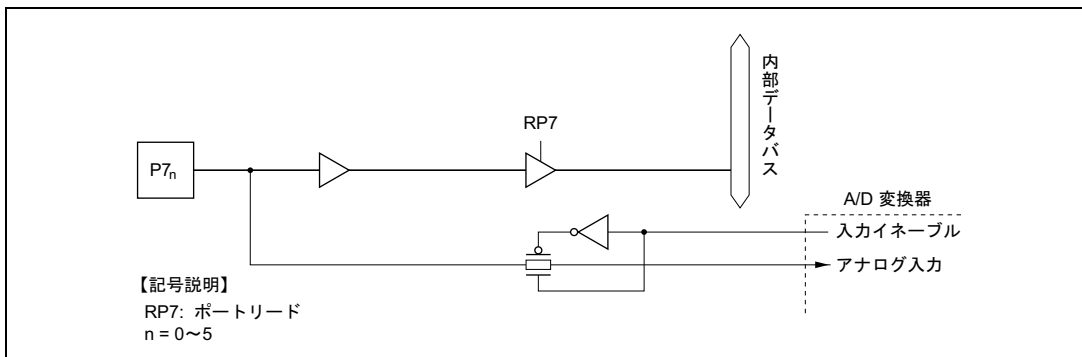 内部データバス
RP7
P7n
A/D 変換器
入力イネーブル
アナログ入力
【記号説明】
RP7: ポートリード
n = 0～5